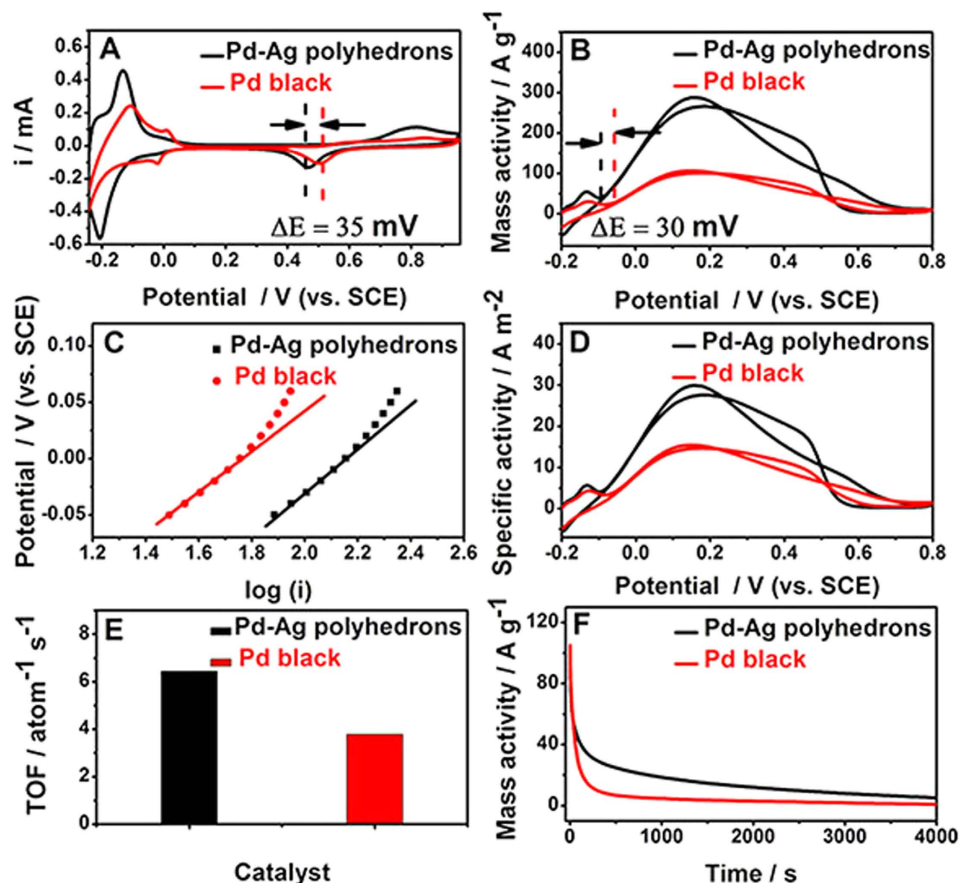 A
Pd-Ag polyhedrons
Pd black
ΔE = 35 mV
i / mA
0.6
0.4
0.2
0.0
-0.2
-0.4
-0.6
-0.2 0.0 0.2 0.4 0.6 0.8
Potential / V (vs. SCE)
B
Pd-Ag polyhedrons
Pd black
ΔE = 30 mV
Mass activity / A g-1
400
300
200
100
0
-0.2 0.0 0.2 0.4 0.6 0.8
Potential / V (vs. SCE)
C
Pd-Ag polyhedrons
Pd black
Potential / V (vs. SCE)
0.10
0.05
0.00
-0.05
1.2 1.4 1.6 1.8 2.0 2.2 2.4 2.6
log (i)
D
Pd-Ag polyhedrons
Pd black
Specific activity / A m-2
40
30
20
10
0
-0.2 0.0 0.2 0.4 0.6 0.8
Potential / V (vs. SCE)
E
Pd-Ag polyhedrons
Pd black
TOF / atom-1 s-1
8
6
4
2
0
Catalyst
F
Pd-Ag polyhedrons
Pd black
Mass activity / A g-1
120
80
40
0
0 1000 2000 3000 4000
Time / s